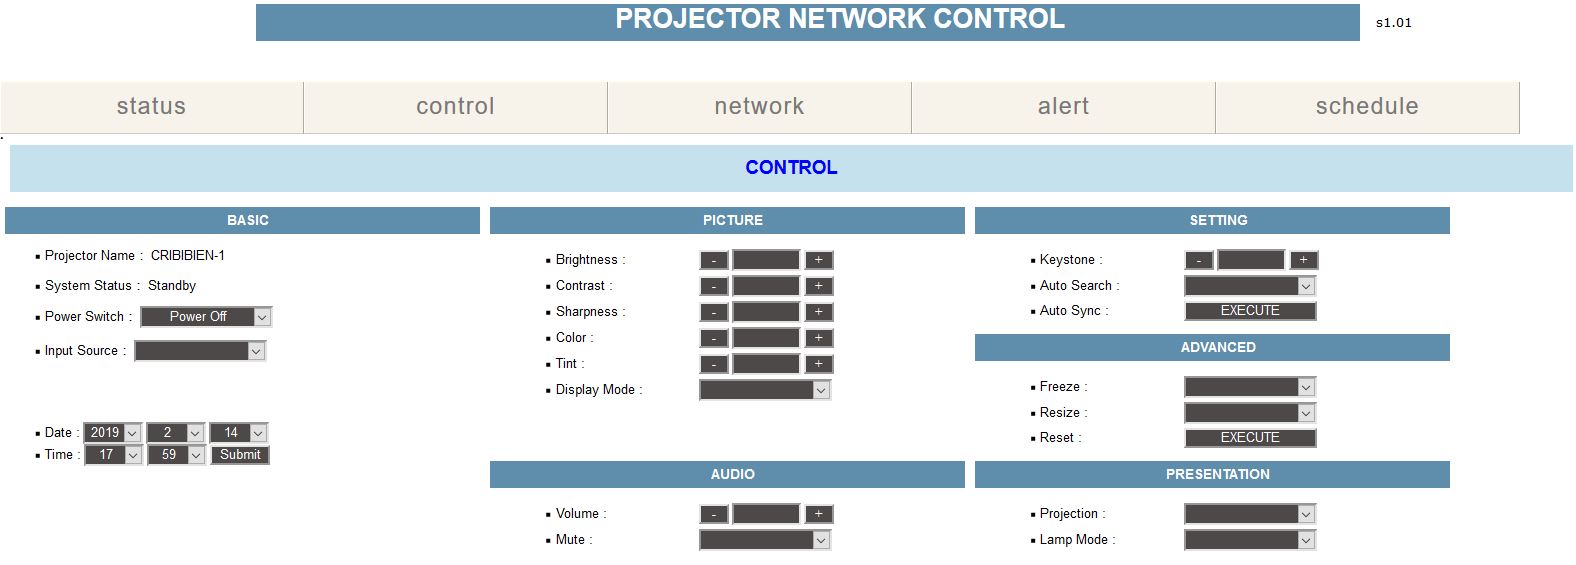 PROJECTOR NETWORK CONTROL
s1.01
status control network alert schedule
CONTROL
BASIC
Projector Name : CRIBIBIEN-1
System Status : Standby
Power Switch : Power Off
Input Source :
Date : 2019 2 14
Time : 17 59 Submit
PICTURE
Brightness : - +
Contrast : - +
Sharpness : - +
Color : - +
Tint : - +
Display Mode :
AUDIO
Volume : - +
Mute :
SETTING
Keystone : - +
Auto Search :
Auto Sync : EXECUTE
ADVANCED
Freeze :
Resize :
Reset : EXECUTE
PRESENTATION
Projection :
Lamp Mode :